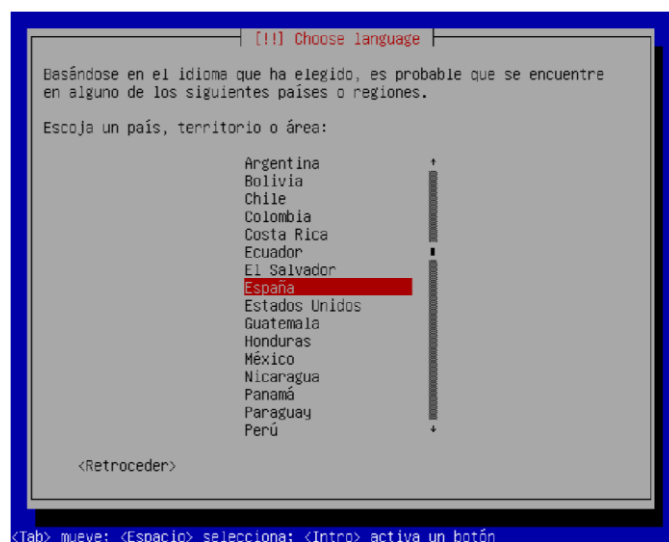 [!!] Choose language
Basándose en el idioma que ha elegido, es probable que se encuentre
en alguno de los siguientes países o regiones.
Escoja un país, territorio o área:
Argentina
Bolivia
Chile
Colombia
Costa Rica
Ecuador
El Salvador
España
Estados Unidos
Guatemala
Honduras
México
Nicaragua
Panamá
Paraguay
Perú
<Retroceder>
<Tab> mueve; <Espacio> selecciona; <Intro> activa un botón